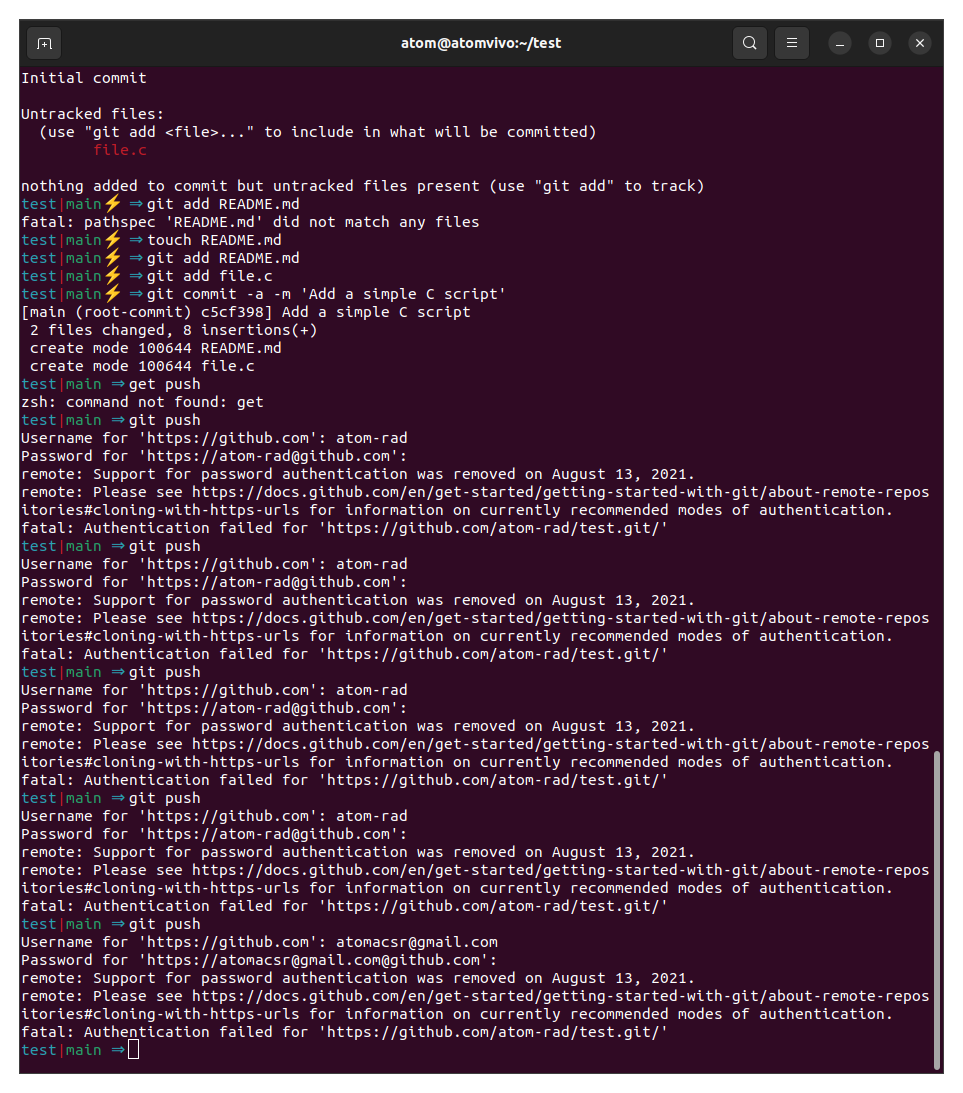 atom@atomvivo:~/test
Initial commit
Untracked files:
  (use "git add <file>..." to include in what will be committed)
        file.c
nothing added to commit but untracked files present (use "git add" to track)
test|main⚡ ⇒git add README.md
fatal: pathspec 'README.md' did not match any files
test|main⚡ ⇒touch README.md
test|main⚡ ⇒git add README.md
test|main⚡ ⇒git add file.c
test|main⚡ ⇒git commit -a -m 'Add a simple C script'
[main (root-commit) c5cf398] Add a simple C script
 2 files changed, 8 insertions(+)
 create mode 100644 README.md
 create mode 100644 file.c
test|main ⇒get push
zsh: command not found: get
test|main ⇒git push
Username for 'https://github.com': atom-rad
Password for 'https://atom-rad@github.com':
remote: Support for password authentication was removed on August 13, 2021.
remote: Please see https://docs.github.com/en/get-started/getting-started-with-git/about-remote-repos
itories#cloning-with-https-urls for information on currently recommended modes of authentication.
fatal: Authentication failed for 'https://github.com/atom-rad/test.git/'
test|main ⇒git push
Username for 'https://github.com': atom-rad
Password for 'https://atom-rad@github.com':
remote: Support for password authentication was removed on August 13, 2021.
remote: Please see https://docs.github.com/en/get-started/getting-started-with-git/about-remote-repos
itories#cloning-with-https-urls for information on currently recommended modes of authentication.
fatal: Authentication failed for 'https://github.com/atom-rad/test.git/'
test|main ⇒git push
Username for 'https://github.com': atom-rad
Password for 'https://atom-rad@github.com':
remote: Support for password authentication was removed on August 13, 2021.
remote: Please see https://docs.github.com/en/get-started/getting-started-with-git/about-remote-repos
itories#cloning-with-https-urls for information on currently recommended modes of authentication.
fatal: Authentication failed for 'https://github.com/atom-rad/test.git/'
test|main ⇒git push
Username for 'https://github.com': atom-rad
Password for 'https://atom-rad@github.com':
remote: Support for password authentication was removed on August 13, 2021.
remote: Please see https://docs.github.com/en/get-started/getting-started-with-git/about-remote-repos
itories#cloning-with-https-urls for information on currently recommended modes of authentication.
fatal: Authentication failed for 'https://github.com/atom-rad/test.git/'
test|main ⇒git push
Username for 'https://github.com': atomacsr@gmail.com
Password for 'https://atomacsr@gmail.com@github.com':
remote: Support for password authentication was removed on August 13, 2021.
remote: Please see https://docs.github.com/en/get-started/getting-started-with-git/about-remote-repos
itories#cloning-with-https-urls for information on currently recommended modes of authentication.
fatal: Authentication failed for 'https://github.com/atom-rad/test.git/'
test|main ⇒